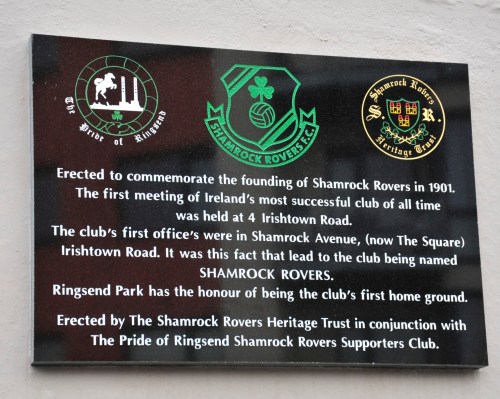 The Pride of Ringsend
SHAMROCK ROVERS F.C.
Shamrock Rovers
S. R.
Heritage Trust
Erected to commemorate the founding of Shamrock Rovers in 1901.
The first meeting of Ireland's most successful club of all time
was held at 4 Irishtown Road.
The club's first office's were in Shamrock Avenue, (now The Square)
Irishtown Road. It was this fact that lead to the club being named
SHAMROCK ROVERS.
Ringsend Park has the honour of being the club's first home ground.
Erected by The Shamrock Rovers Heritage Trust in conjunction with
The Pride of Ringsend Shamrock Rovers Supporters Club.